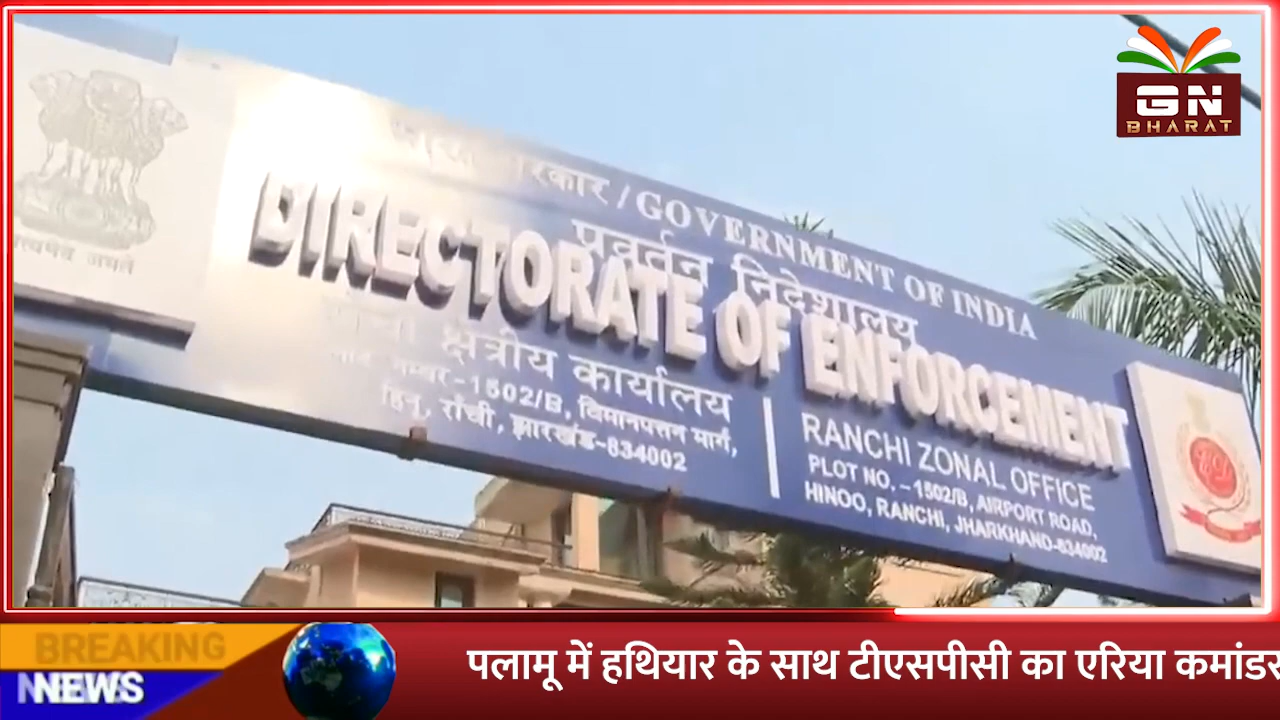 GN
BHARAT
सरकार / GOVERNMENT OF INDIA
प्रवर्तन निदेशालय
DIRECTORATE OF ENFORCEMENT
क्षेत्रीय कार्यालय
नम्बर-1502/B, विमानपत्तन मार्ग,
हिनू, राँची, झारखंड-834002
RANCHI ZONAL OFFICE
PLOT NO. – 1502/B, AIRPORT ROAD,
HINOO, RANCHI, JHARKHAND-834002
BREAKING
NEWS
पलामू में हथियार के साथ टीएसपीसी का एरिया कमांडर